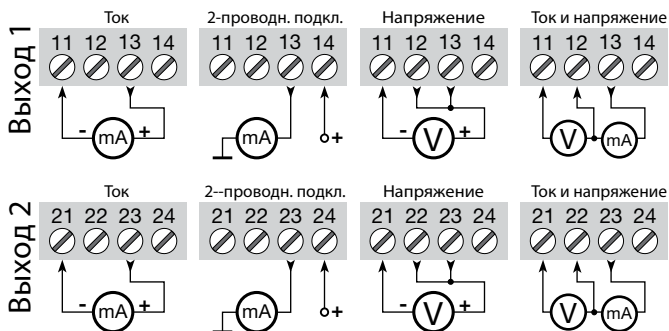 Выход 1
Ток
11 12 13 14
- mA +
2-проводн. подкл.
11 12 13 14
mA +
Напряжение
11 12 13 14
- V +
Ток и напряжение
11 12 13 14
V mA
Выход 2
Ток
21 22 23 24
- mA +
2--проводн. подкл.
21 22 23 24
mA +
Напряжение
21 22 23 24
- V +
Ток и напряжение
21 22 23 24
V mA